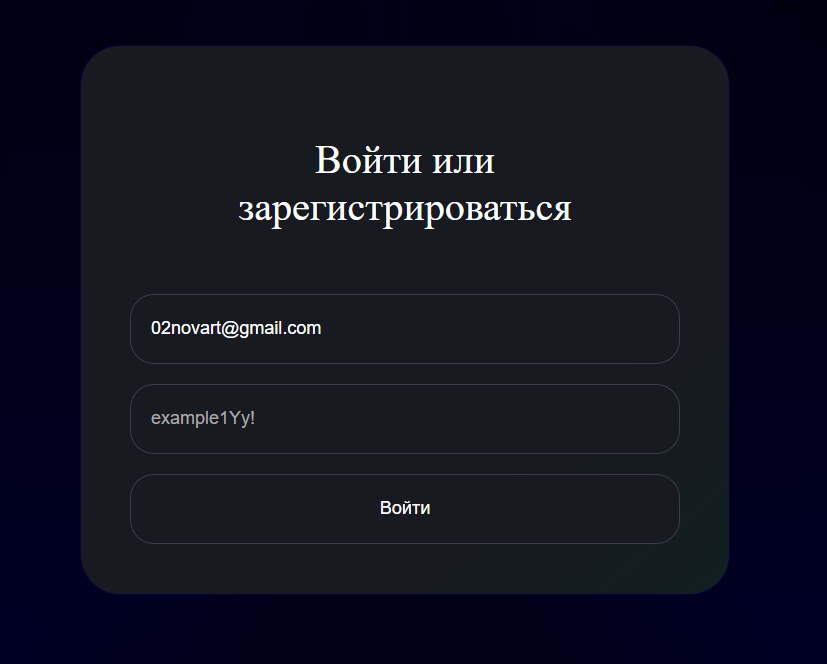 Войти или
зарегистрироваться
02novart@gmail.com
example1Yy!
Войти